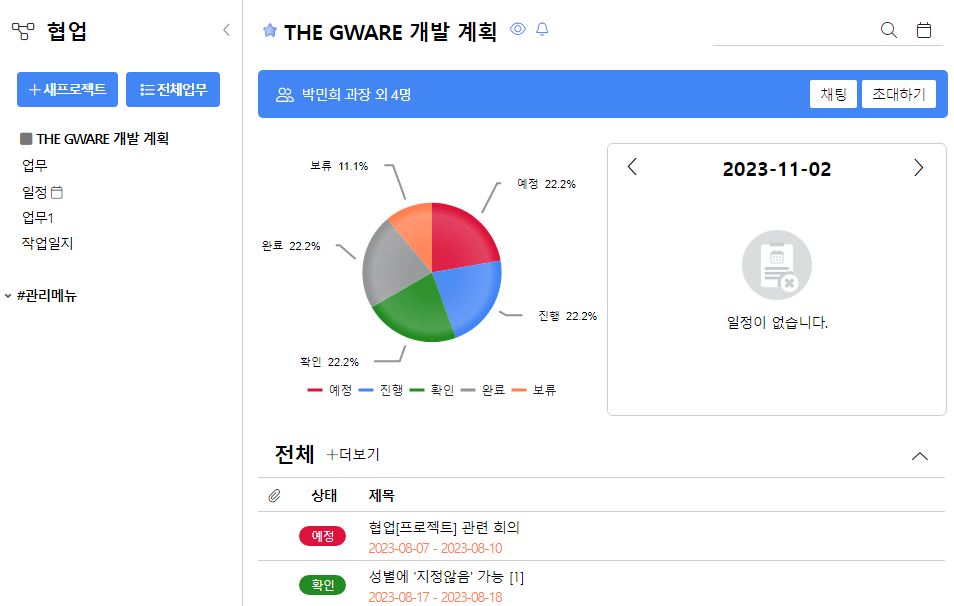 협업
새프로젝트
전체업무
THE GWARE 개발 계획
업무
일정
업무1
작업일지
#관리메뉴
THE GWARE 개발 계획
박민희 과장 외 4명
채팅
초대하기
보류 11.1%
예정 22.2%
완료 22.2%
진행 22.2%
확인 22.2%
예정 진행 확인 완료 보류
2023-11-02
일정이 없습니다.
전체 +더보기
상태 제목
예정 협업[프로젝트] 관련 회의
2023-08-07 - 2023-08-10
확인 성별에 '지정않음' 가능 [1]
2023-08-17 - 2023-08-18